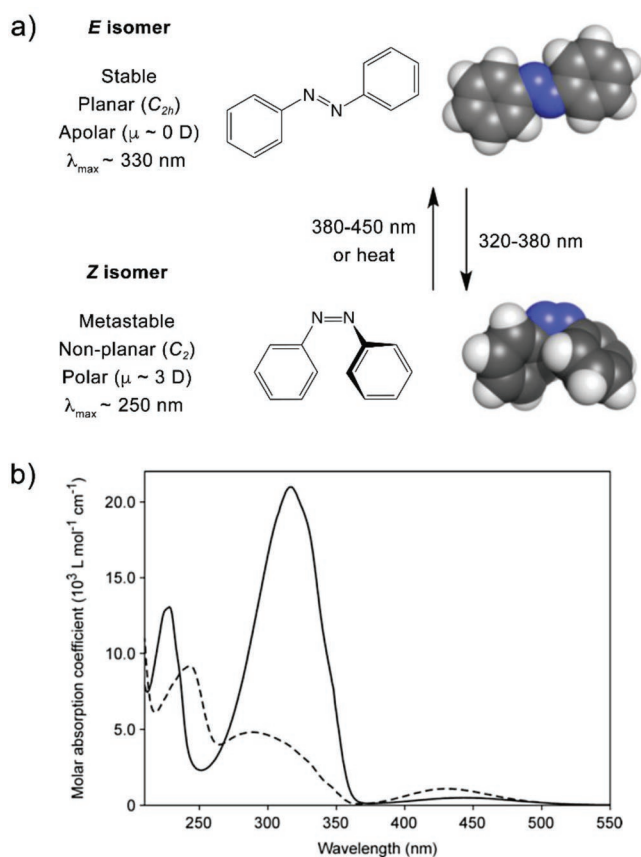 a)
E isomer
Stable
Planar (C2h)
Apolar (μ ~ 0 D)
λmax ~ 330 nm
N
N
380-450 nm
or heat
320-380 nm
Z isomer
Metastable
Non-planar (C2)
Polar (μ ~ 3 D)
λmax ~ 250 nm
N
N
b)
Molar absorption coefficient (10³ L mol⁻¹ cm⁻¹)
20.0
15.0
10.0
5.0
0
250
300
350
400
450
500
550
Wavelength (nm)